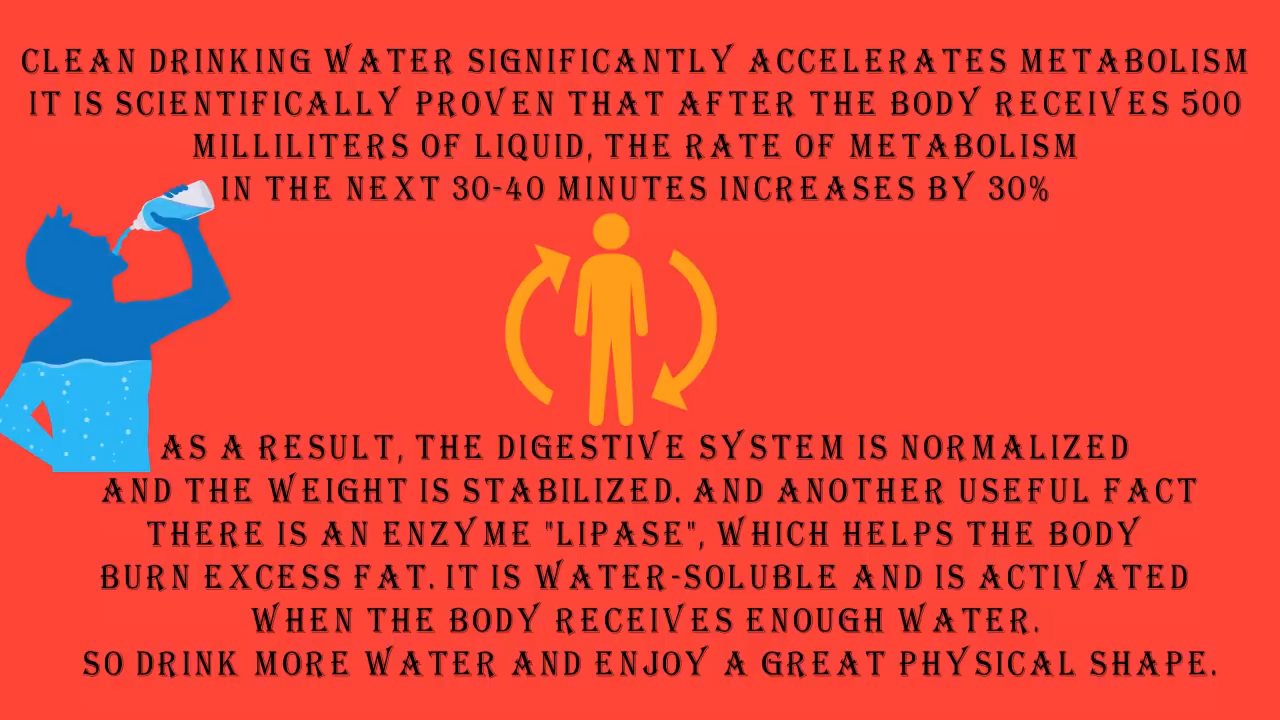 CLEAN DRINKING WATER SIGNIFICANTLY ACCELERATES METABOLISM
IT IS SCIENTIFICALLY PROVEN THAT AFTER THE BODY RECEIVES 500
MILLILITERS OF LIQUID, THE RATE OF METABOLISM
IN THE NEXT 30-40 MINUTES INCREASES BY 30%
AS A RESULT, THE DIGESTIVE SYSTEM IS NORMALIZED
AND THE WEIGHT IS STABILIZED. AND ANOTHER USEFUL FACT
THERE IS AN ENZYME "LIPASE", WHICH HELPS THE BODY
BURN EXCESS FAT. IT IS WATER-SOLUBLE AND IS ACTIVATED
WHEN THE BODY RECEIVES ENOUGH WATER.
SO DRINK MORE WATER AND ENJOY A GREAT PHYSICAL SHAPE.